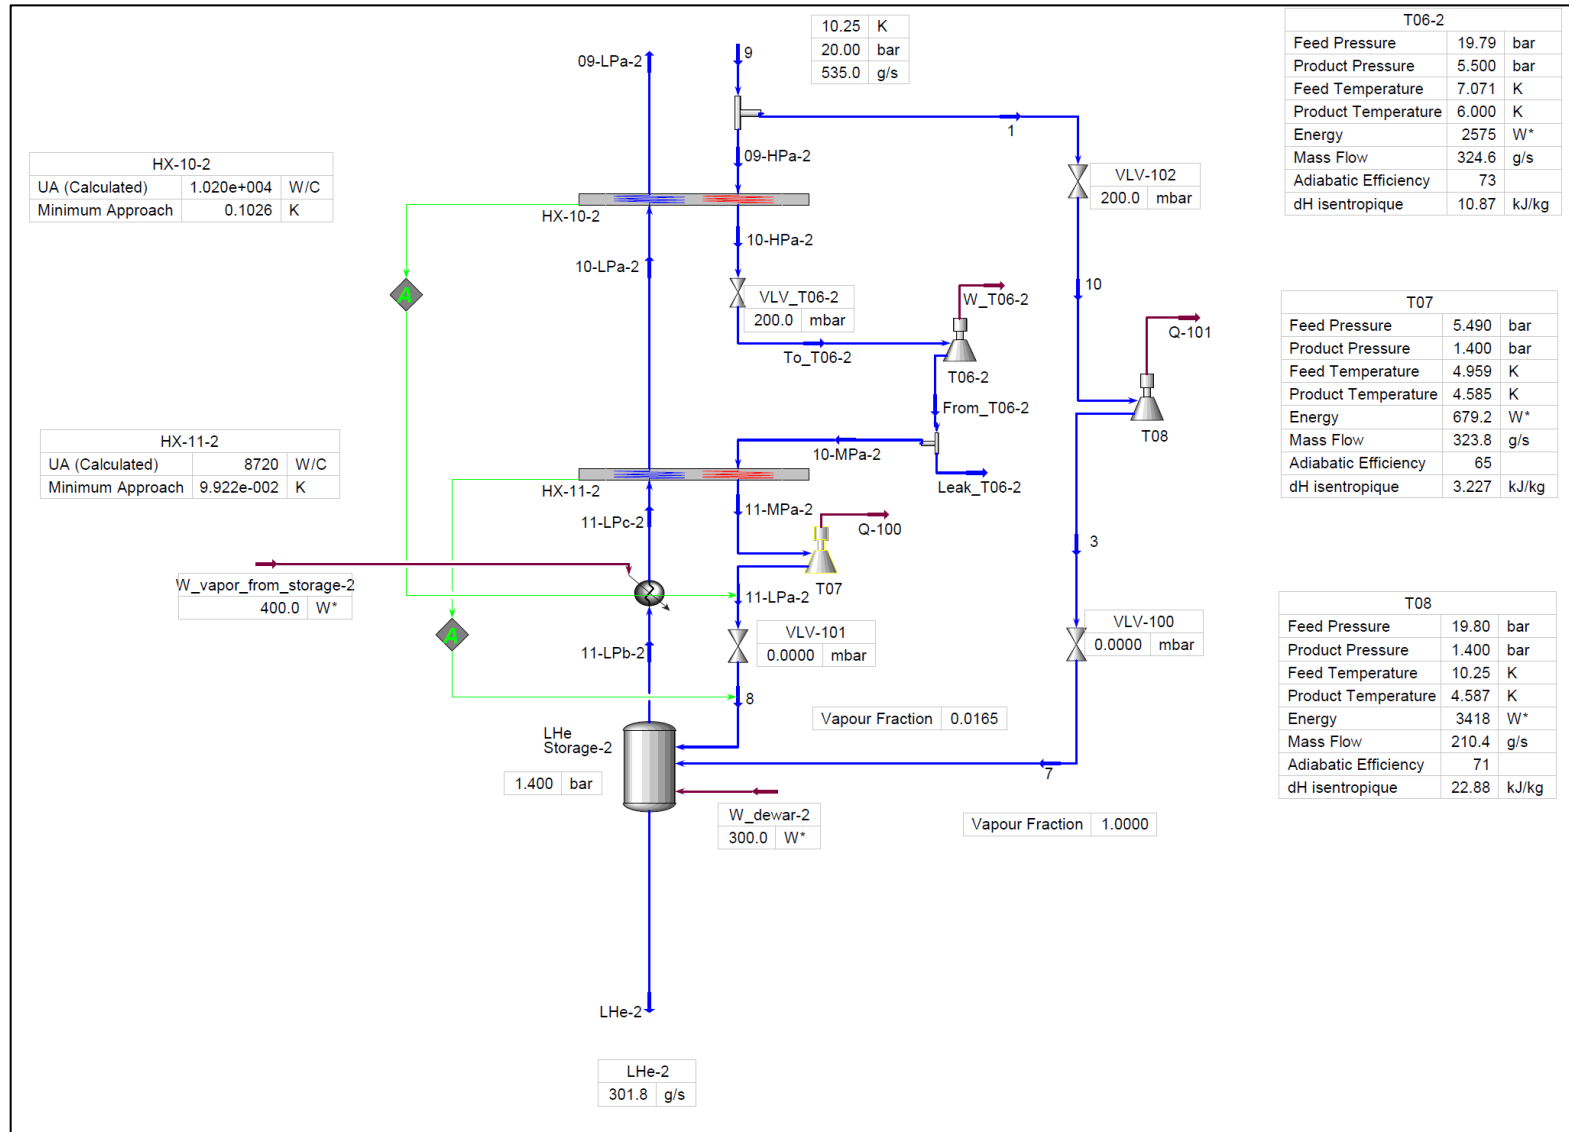 10.25 K
20.00 bar
535.0 g/s
9
09-LPa-2
1
09-HPa-2
HX-10-2
UA (Calculated) 1.020e+004 W/C
Minimum Approach 0.1026 K
HX-10-2
10-HPa-2
10-LPa-2
A
VLV_T06-2
200.0 mbar
To_T06-2
W_T06-2
T06-2
From_T06-2
VLV-102
200.0 mbar
10
Q-101
T08
HX-11-2
UA (Calculated) 8720 W/C
Minimum Approach 9.922e-002 K
10-MPa-2
Leak_T06-2
HX-11-2
11-LPc-2
11-MPa-2
Q-100
T07
3
W_vapor_from_storage-2
400.0 W*
11-LPa-2
A
11-LPb-2
VLV-101
0.0000 mbar
VLV-100
0.0000 mbar
8
Vapour Fraction 0.0165
LHe
Storage-2
1.400 bar
7
W_dewar-2
300.0 W*
Vapour Fraction 1.0000
LHe-2
LHe-2
301.8 g/s
T06-2
Feed Pressure 19.79 bar
Product Pressure 5.500 bar
Feed Temperature 7.071 K
Product Temperature 6.000 K
Energy 2575 W*
Mass Flow 324.6 g/s
Adiabatic Efficiency 73
dH isentropique 10.87 kJ/kg
T07
Feed Pressure 5.490 bar
Product Pressure 1.400 bar
Feed Temperature 4.959 K
Product Temperature 4.585 K
Energy 679.2 W*
Mass Flow 323.8 g/s
Adiabatic Efficiency 65
dH isentropique 3.227 kJ/kg
T08
Feed Pressure 19.80 bar
Product Pressure 1.400 bar
Feed Temperature 10.25 K
Product Temperature 4.587 K
Energy 3418 W*
Mass Flow 210.4 g/s
Adiabatic Efficiency 71
dH isentropique 22.88 kJ/kg